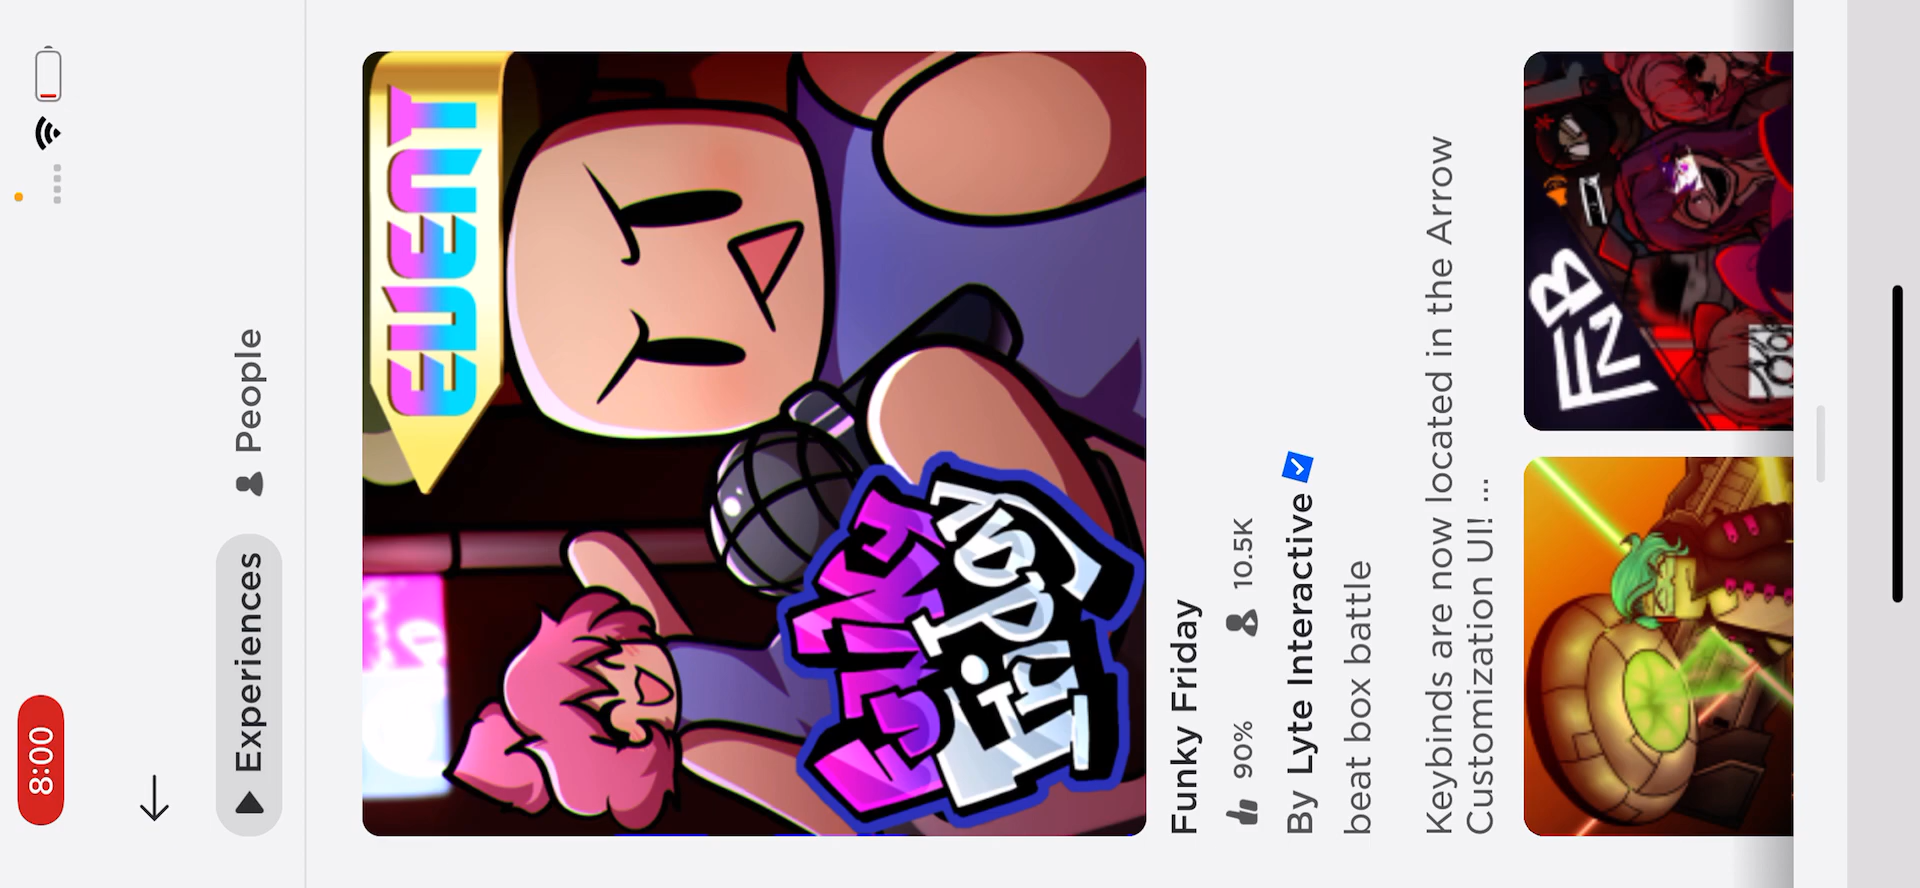 8:00
Experiences
People
EVENT
FUNKY
FRIDAY
Funky Friday
90% 10.5K
By Lyte Interactive
beat box battle
Keybinds are now located in the Arrow
Customization UI! ...
FNB